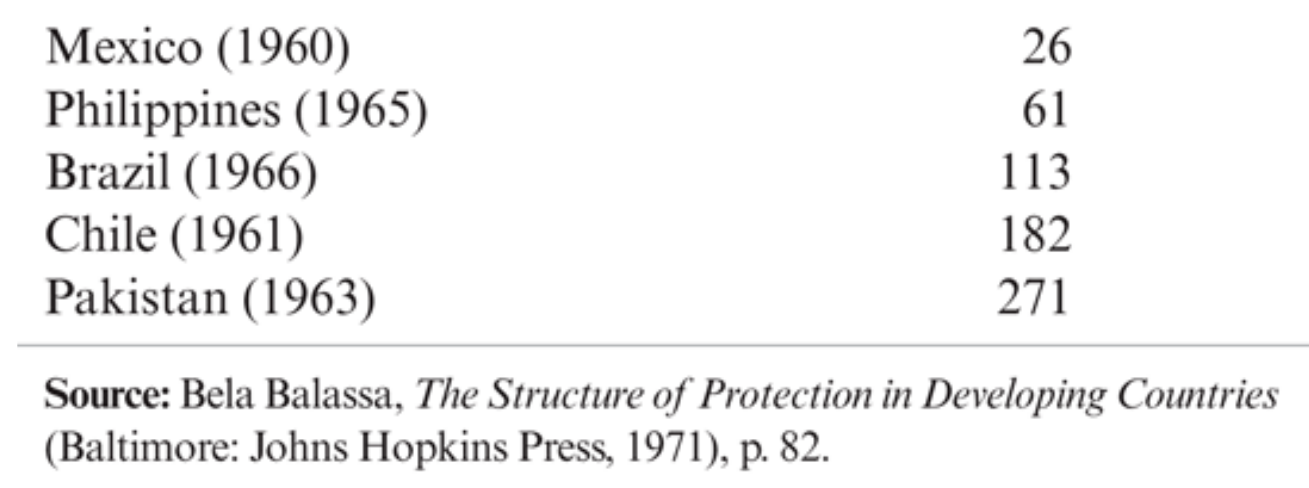 Mexico (1960) 26
Philippines (1965) 61
Brazil (1966) 113
Chile (1961) 182
Pakistan (1963) 271
Source: Bela Balassa, The Structure of Protection in Developing Countries
(Baltimore: Johns Hopkins Press, 1971), p. 82.